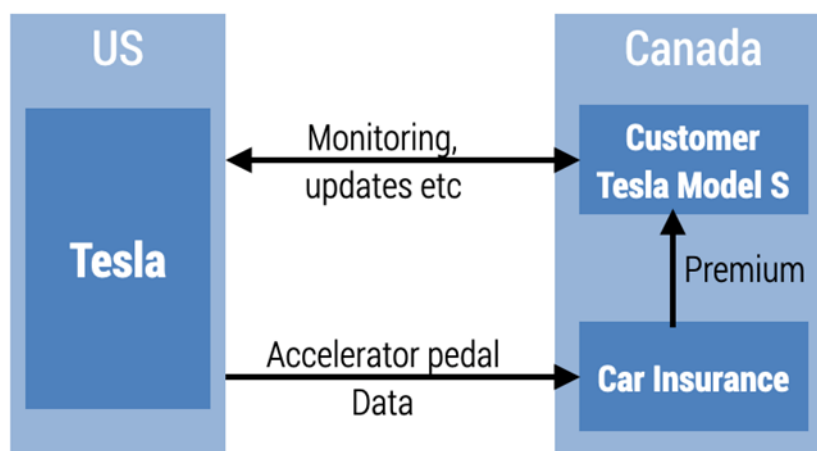 US
Canada
Tesla
Monitoring,
updates etc
Customer
Tesla Model S
Premium
Accelerator pedal
Data
Car Insurance